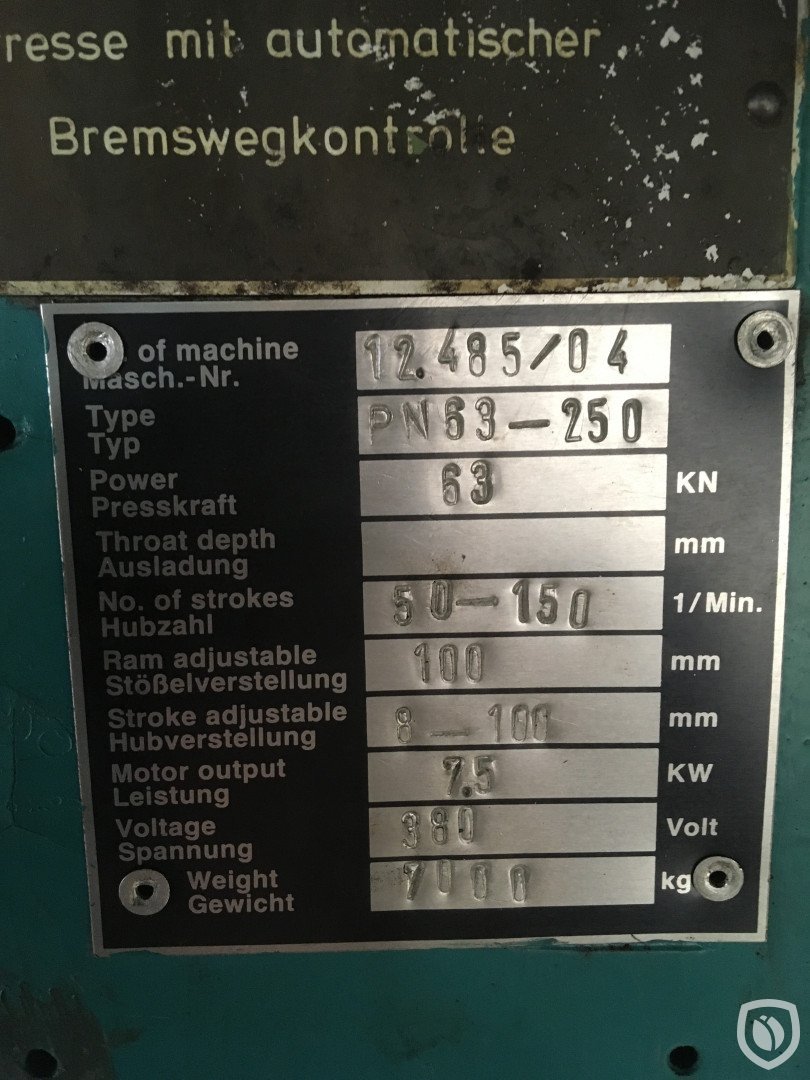 resse mit automatischer
Bremswegkontrolle
of machine 12.485/04
Masch.-Nr.
Type PN63-250
Typ
Power 63 KN
Presskraft
Throat depth mm
Ausladung
No. of strokes 50-150 1/Min.
Hubzahl
Ram adjustable 100 mm
Stößelverstellung
Stroke adjustable 8-100 mm
Hubverstellung
Motor output 7.5 KW
Leistung
Voltage 380 Volt
Spannung
Weight 7000 kg
Gewicht